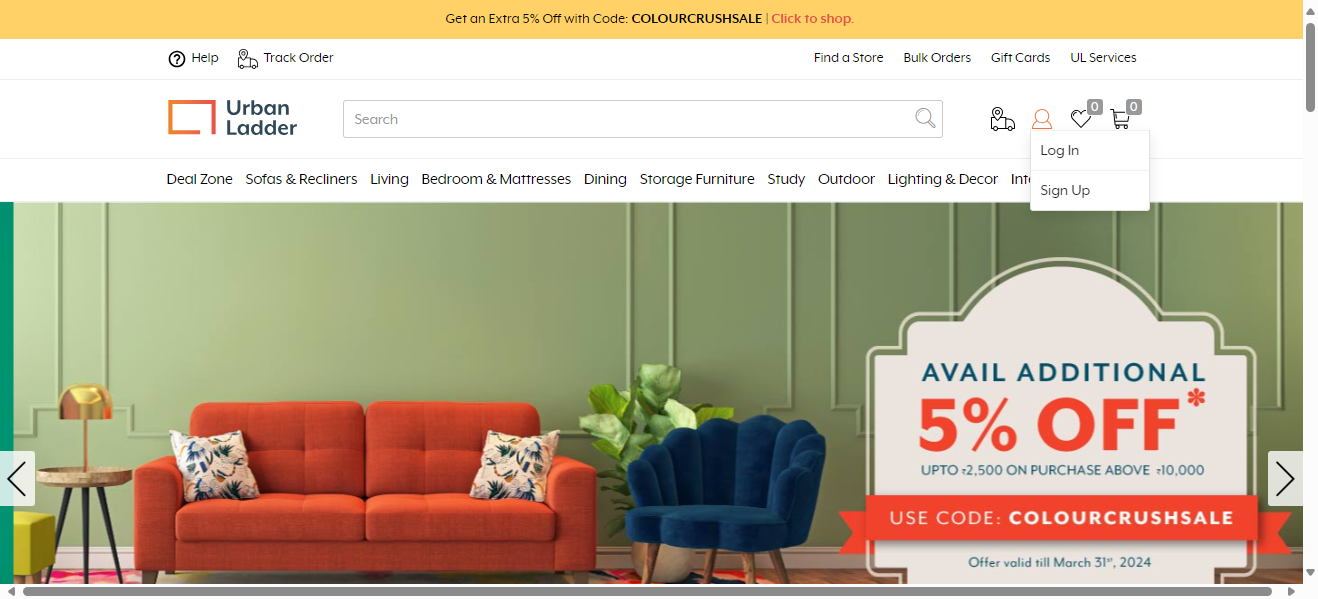 Get an Extra 5% Off with Code: COLOURCRUSHSALE | Click to shop.
Help Track Order Find a Store Bulk Orders Gift Cards UL Services
Urban
Ladder
Search
0 0
Log In
Deal Zone Sofas & Recliners Living Bedroom & Mattresses Dining Storage Furniture Study Outdoor Lighting & Decor
Sign Up
AVAIL ADDITIONAL
5% OFF*
UPTO ₹2,500 ON PURCHASE ABOVE ₹10,000
USE CODE: COLOURCRUSHSALE
Offer valid till March 31st, 2024